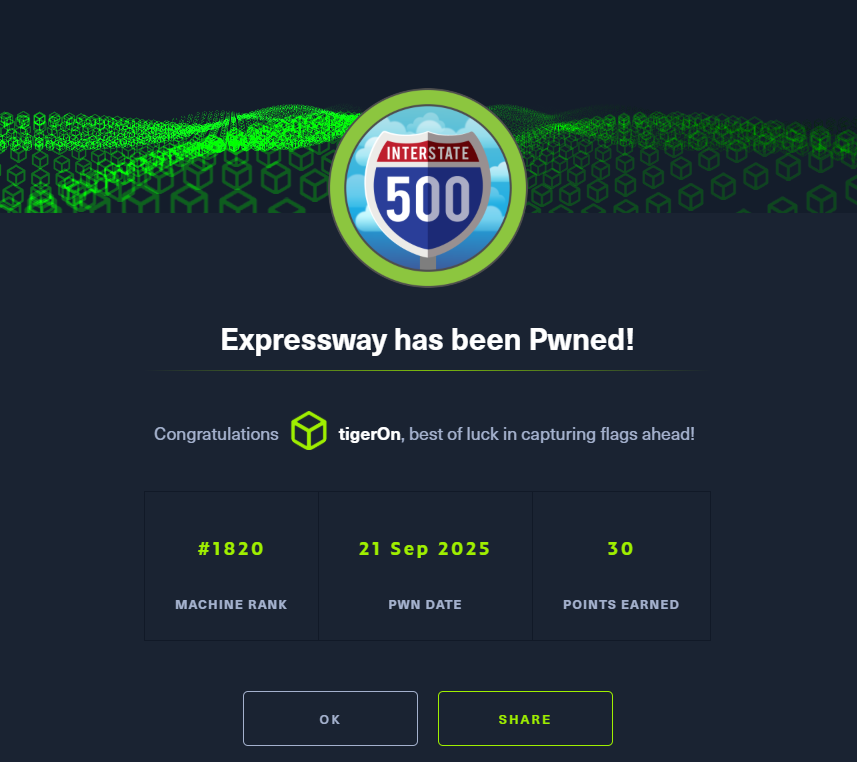 INTERSTATE
500
Expressway has been Pwned!
Congratulations tigerOn, best of luck in capturing flags ahead!
#1820 21 Sep 2025 30
MACHINE RANK PWN DATE POINTS EARNED
OK SHARE